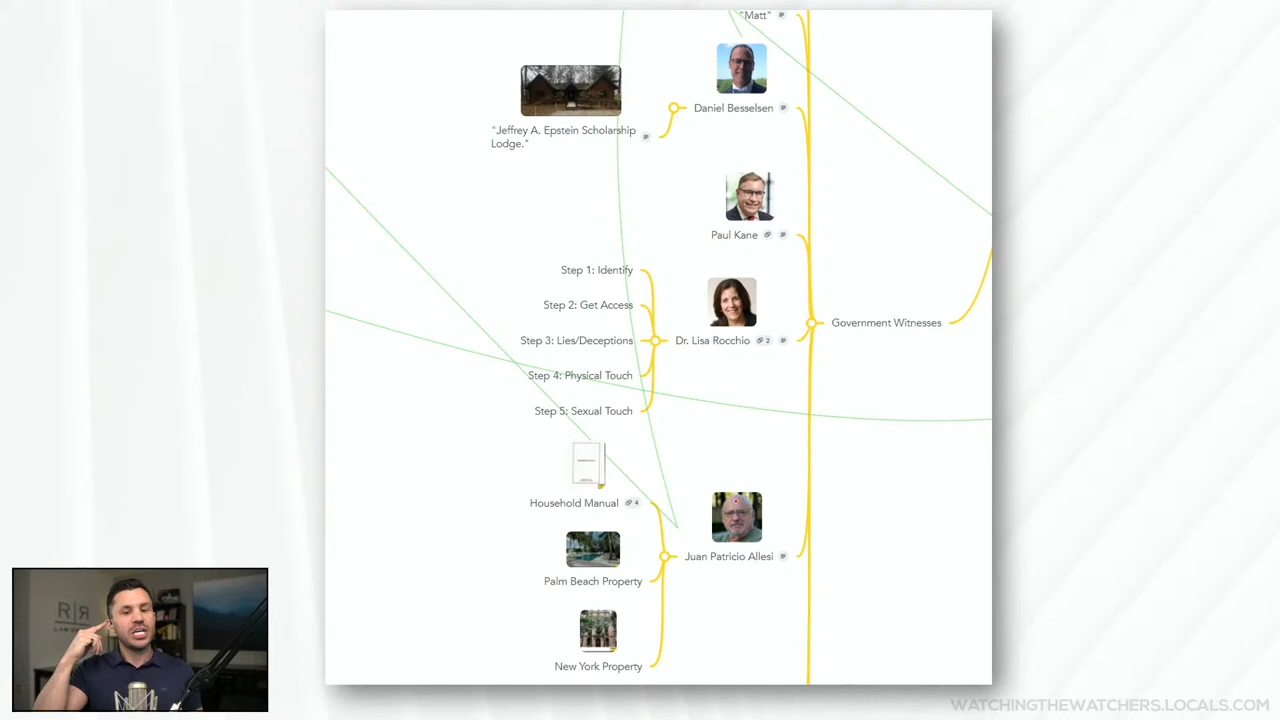 "Matt"
Daniel Besselsen
"Jeffrey A. Epstein Scholarship
Lodge."
Paul Kane
Step 1: Identify
Step 2: Get Access
Step 3: Lies/Deceptions
Step 4: Physical Touch
Step 5: Sexual Touch
Dr. Lisa Rocchio
2
Government Witnesses
Household Manual
4
Juan Patricio Allesi
Palm Beach Property
New York Property
R|R
WATCHINGTHEWATCHERS.LOCALS.COM